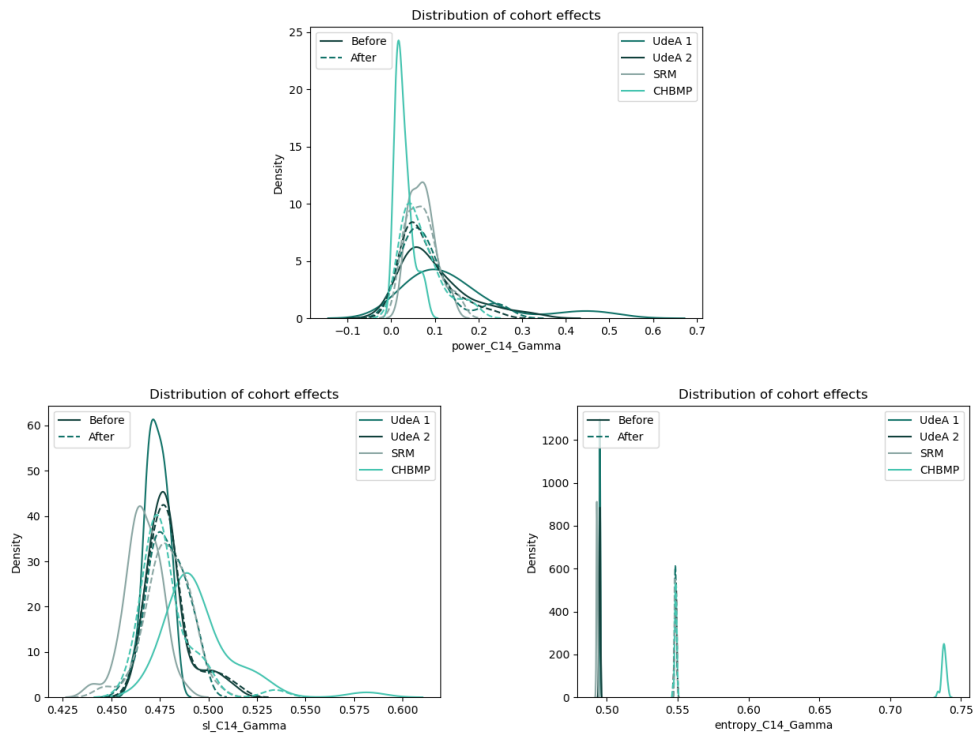 Distribution of cohort effects
Before
After
UdeA 1
UdeA 2
SRM
CHBMP
Density
25
20
15
10
5
0
−0.1 0.0 0.1 0.2 0.3 0.4 0.5 0.6 0.7
power_C14_Gamma
Distribution of cohort effects
Before
After
UdeA 1
UdeA 2
SRM
CHBMP
Density
60
50
40
30
20
10
0
0.425 0.450 0.475 0.500 0.525 0.550 0.575 0.600
sl_C14_Gamma
Distribution of cohort effects
Before
After
UdeA 1
UdeA 2
SRM
CHBMP
Density
1200
1000
800
600
400
200
0
0.50 0.55 0.60 0.65 0.70 0.75
entropy_C14_Gamma